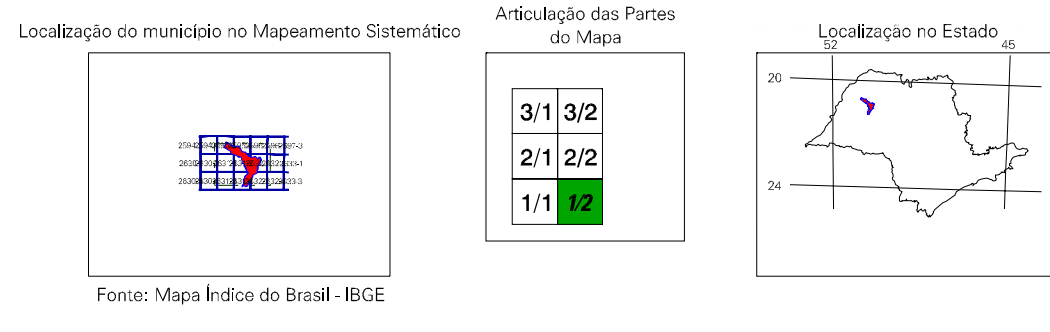 Localização do município no Mapeamento Sistemático
Fonte: Mapa Índice do Brasil - IBGE
Articulação das Partes
do Mapa
3/1 3/2
2/1 2/2
1/1 1/2
Localização no Estado
52 45
20
24